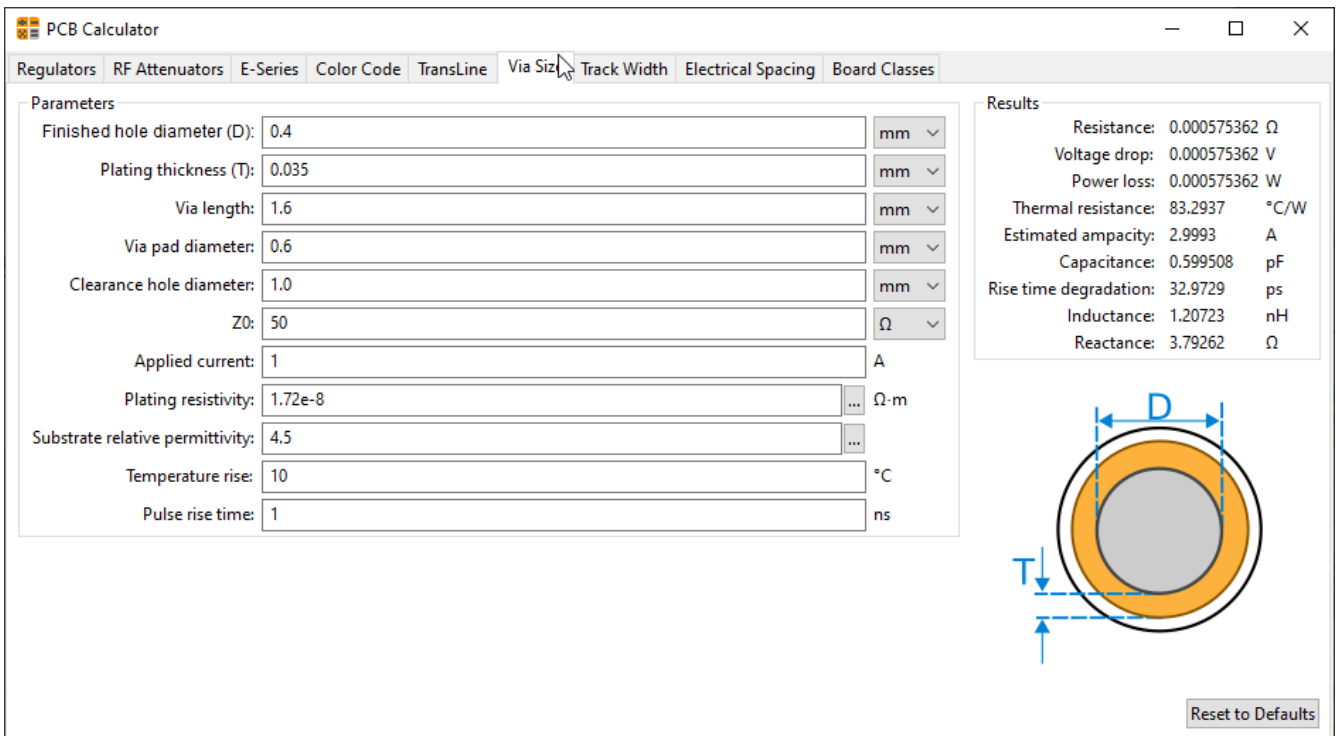 PCB Calculator
Regulators RF Attenuators E-Series Color Code TransLine Via Size Track Width Electrical Spacing Board Classes
Parameters
Finished hole diameter (D): 0.4 mm
Plating thickness (T): 0.035 mm
Via length: 1.6 mm
Via pad diameter: 0.6 mm
Clearance hole diameter: 1.0 mm
Z0: 50 Ω
Applied current: 1 A
Plating resistivity: 1.72e-8 ... Ω·m
Substrate relative permittivity: 4.5 ...
Temperature rise: 10 °C
Pulse rise time: 1 ns
Results
Resistance: 0.000575362 Ω
Voltage drop: 0.000575362 V
Power loss: 0.000575362 W
Thermal resistance: 83.2937 °C/W
Estimated ampacity: 2.9993 A
Capacitance: 0.599508 pF
Rise time degradation: 32.9729 ps
Inductance: 1.20723 nH
Reactance: 3.79262 Ω
D
T
Reset to Defaults